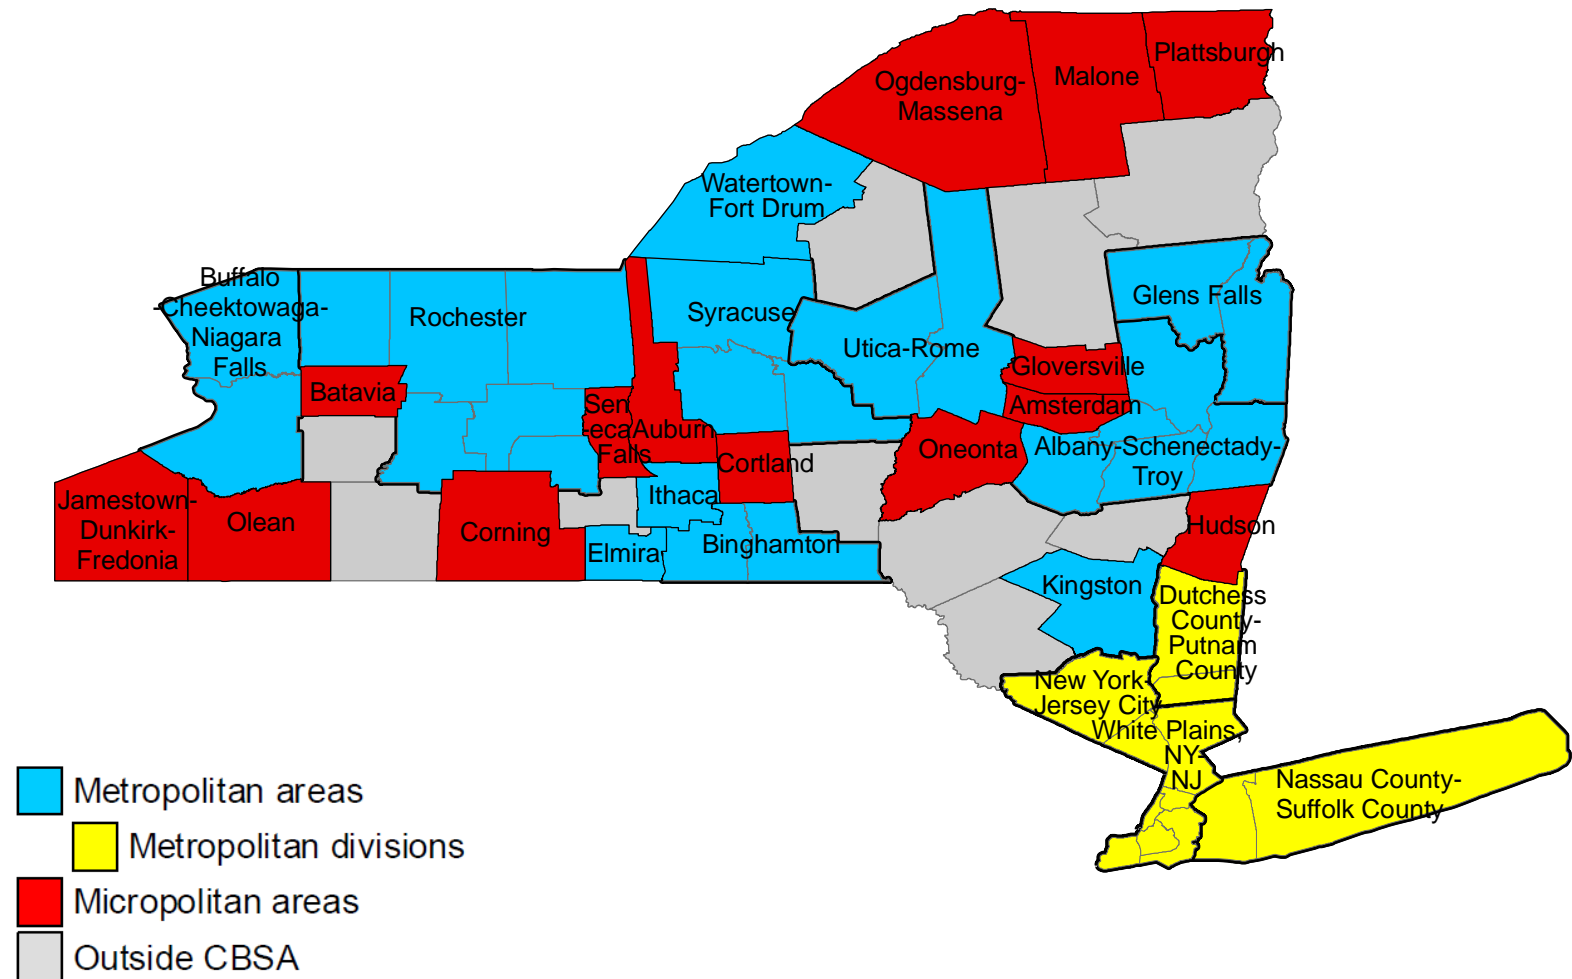 Plattsburgh
Malone
Ogdensburg-
Massena
Watertown-
Fort Drum
Buffalo
-Cheektowaga-
Niagara
Falls
Rochester
Syracuse
Glens Falls
Utica-Rome
Batavia
Gloversville
Amsterdam
Sen
-eca
Falls
Auburn
Cortland
Oneonta
Albany-Schenectady-
Troy
Ithaca
Jamestown-
Dunkirk-
Fredonia
Olean
Corning
Elmira
Binghamton
Hudson
Kingston
Dutchess
County-
Putnam
County
New York-
Jersey City-
White Plains,
NY-
NJ
Nassau County-
Suffolk County
Metropolitan areas
Metropolitan divisions
Micropolitan areas
Outside CBSA